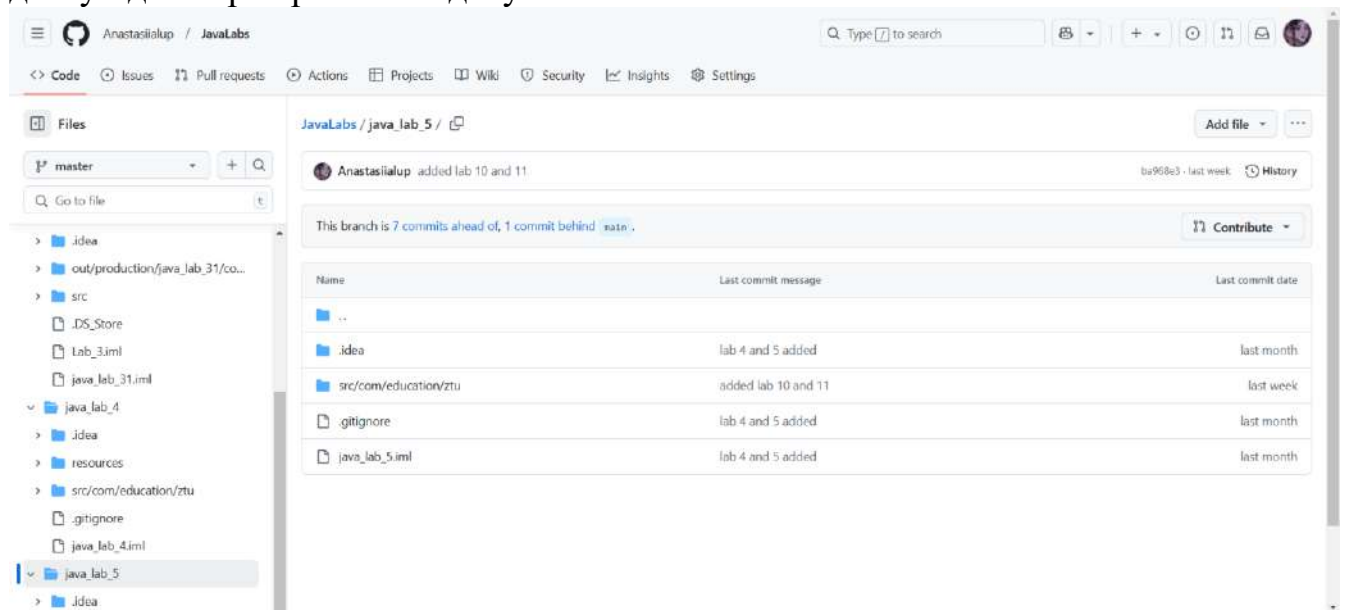 Anastasiialup / JavaLabs
Type / to search
Code Issues Pull requests Actions Projects Wiki Security Insights Settings
Files
master
Go to file t
.idea
out/production/java_lab_31/co...
src
.DS_Store
Lab_3.iml
java_lab_31.iml
java_lab_4
.idea
resources
src/com/education/ztu
.gitignore
java_lab_4.iml
java_lab_5
.idea
JavaLabs / java_lab_5 /
Add file
Anastasiialup added lab 10 and 11
ba968e3 · last week History
This branch is 7 commits ahead of, 1 commit behind main .
Contribute
Name Last commit message Last commit date
..
.idea lab 4 and 5 added last month
src/com/education/ztu added lab 10 and 11 last week
.gitignore lab 4 and 5 added last month
java_lab_5.iml lab 4 and 5 added last month